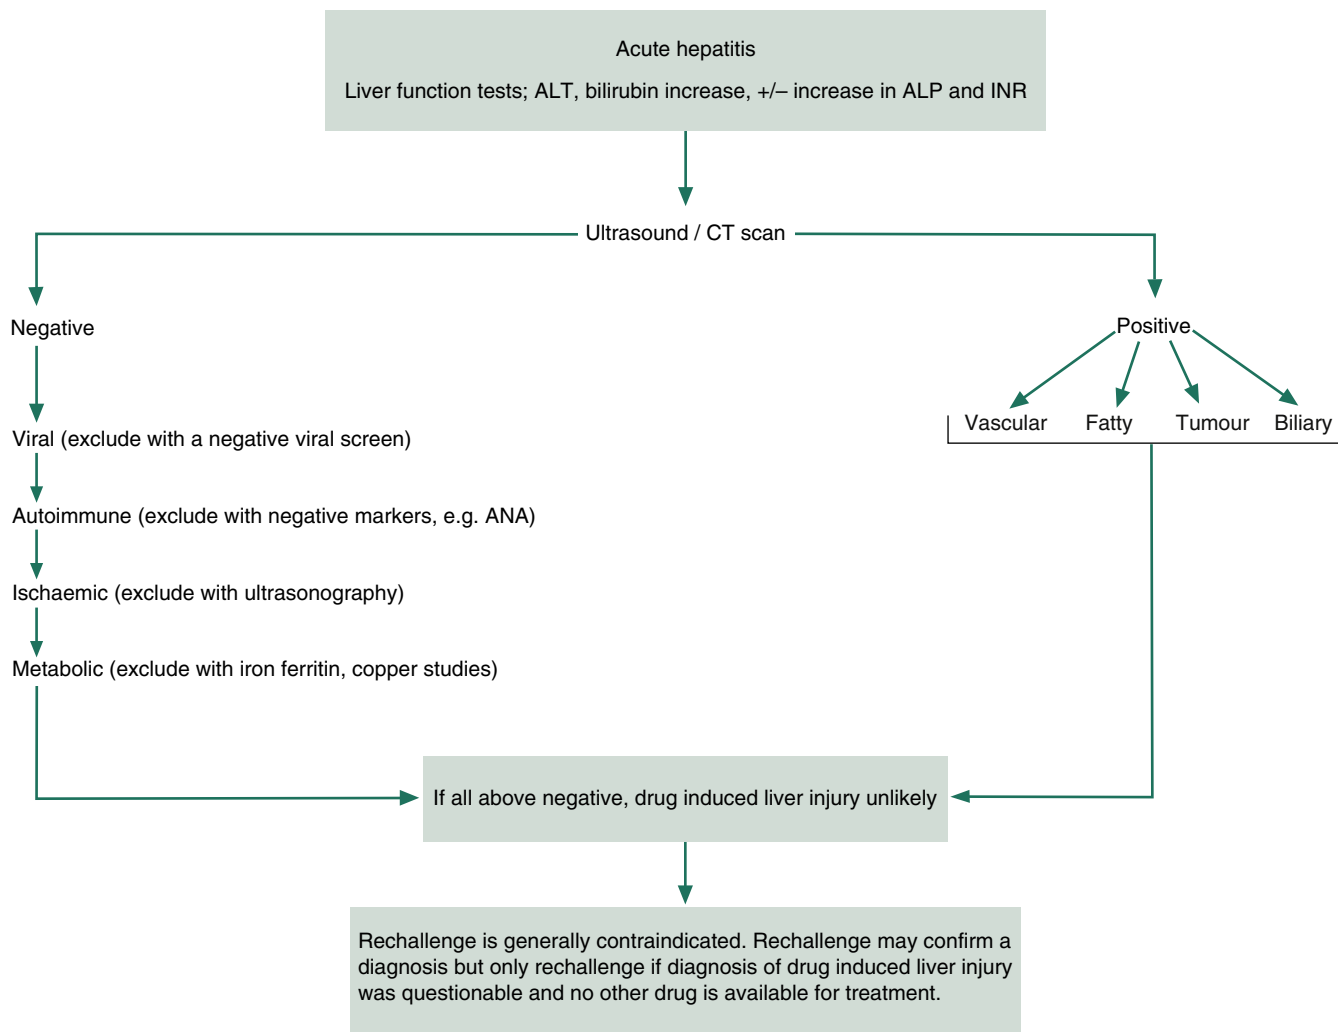 Acute hepatitis
Liver function tests; ALT, bilirubin increase, +/– increase in ALP and INR
Ultrasound / CT scan
Negative
Positive
Vascular Fatty Tumour Biliary
Viral (exclude with a negative viral screen)
Autoimmune (exclude with negative markers, e.g. ANA)
Ischaemic (exclude with ultrasonography)
Metabolic (exclude with iron ferritin, copper studies)
If all above negative, drug induced liver injury unlikely
Rechallenge is generally contraindicated. Rechallenge may confirm a
diagnosis but only rechallenge if diagnosis of drug induced liver injury
was questionable and no other drug is available for treatment.